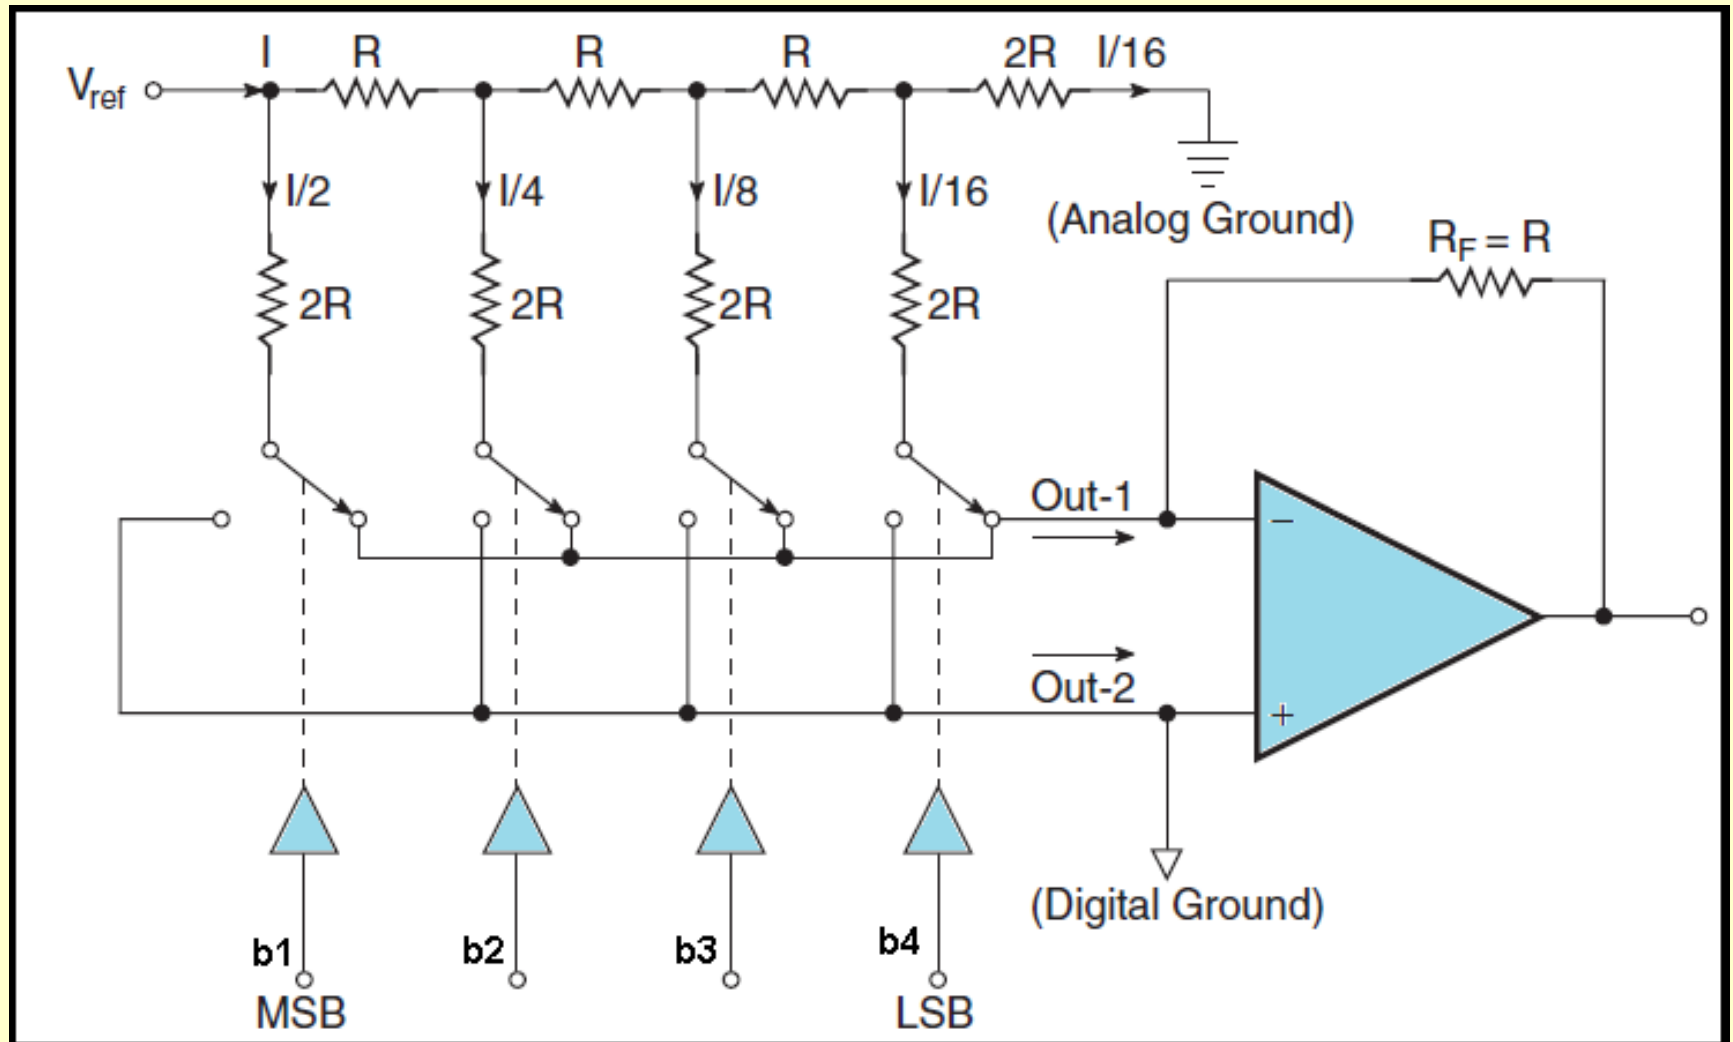 I R R R 2R I/16
Vref
I/2 I/4 I/8 I/16
(Analog Ground)
RF = R
2R 2R 2R 2R
Out-1
−
Out-2
+
(Digital Ground)
b1 b2 b3 b4
MSB LSB